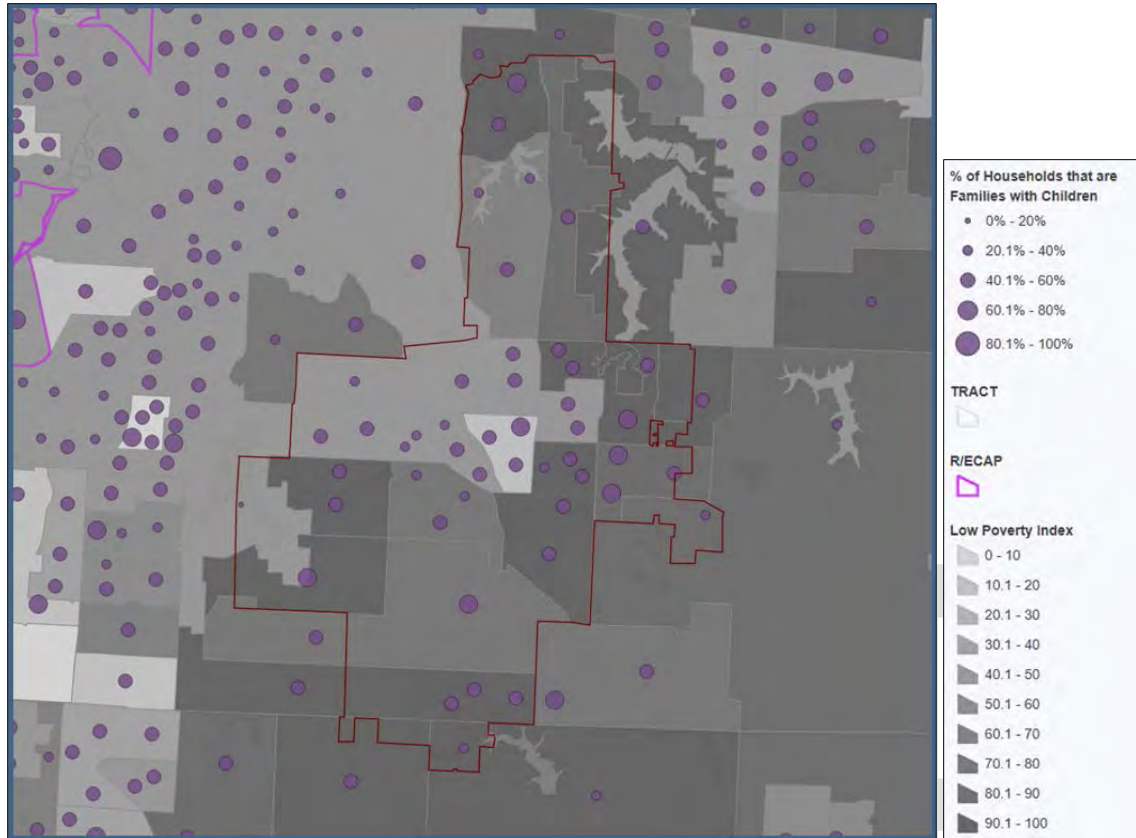 % of Households that are
Families with Children
0% - 20%
20.1% - 40%
40.1% - 60%
60.1% - 80%
80.1% - 100%
TRACT
R/ECAP
Low Poverty Index
0 - 10
10.1 - 20
20.1 - 30
30.1 - 40
40.1 - 50
50.1 - 60
60.1 - 70
70.1 - 80
80.1 - 90
90.1 - 100